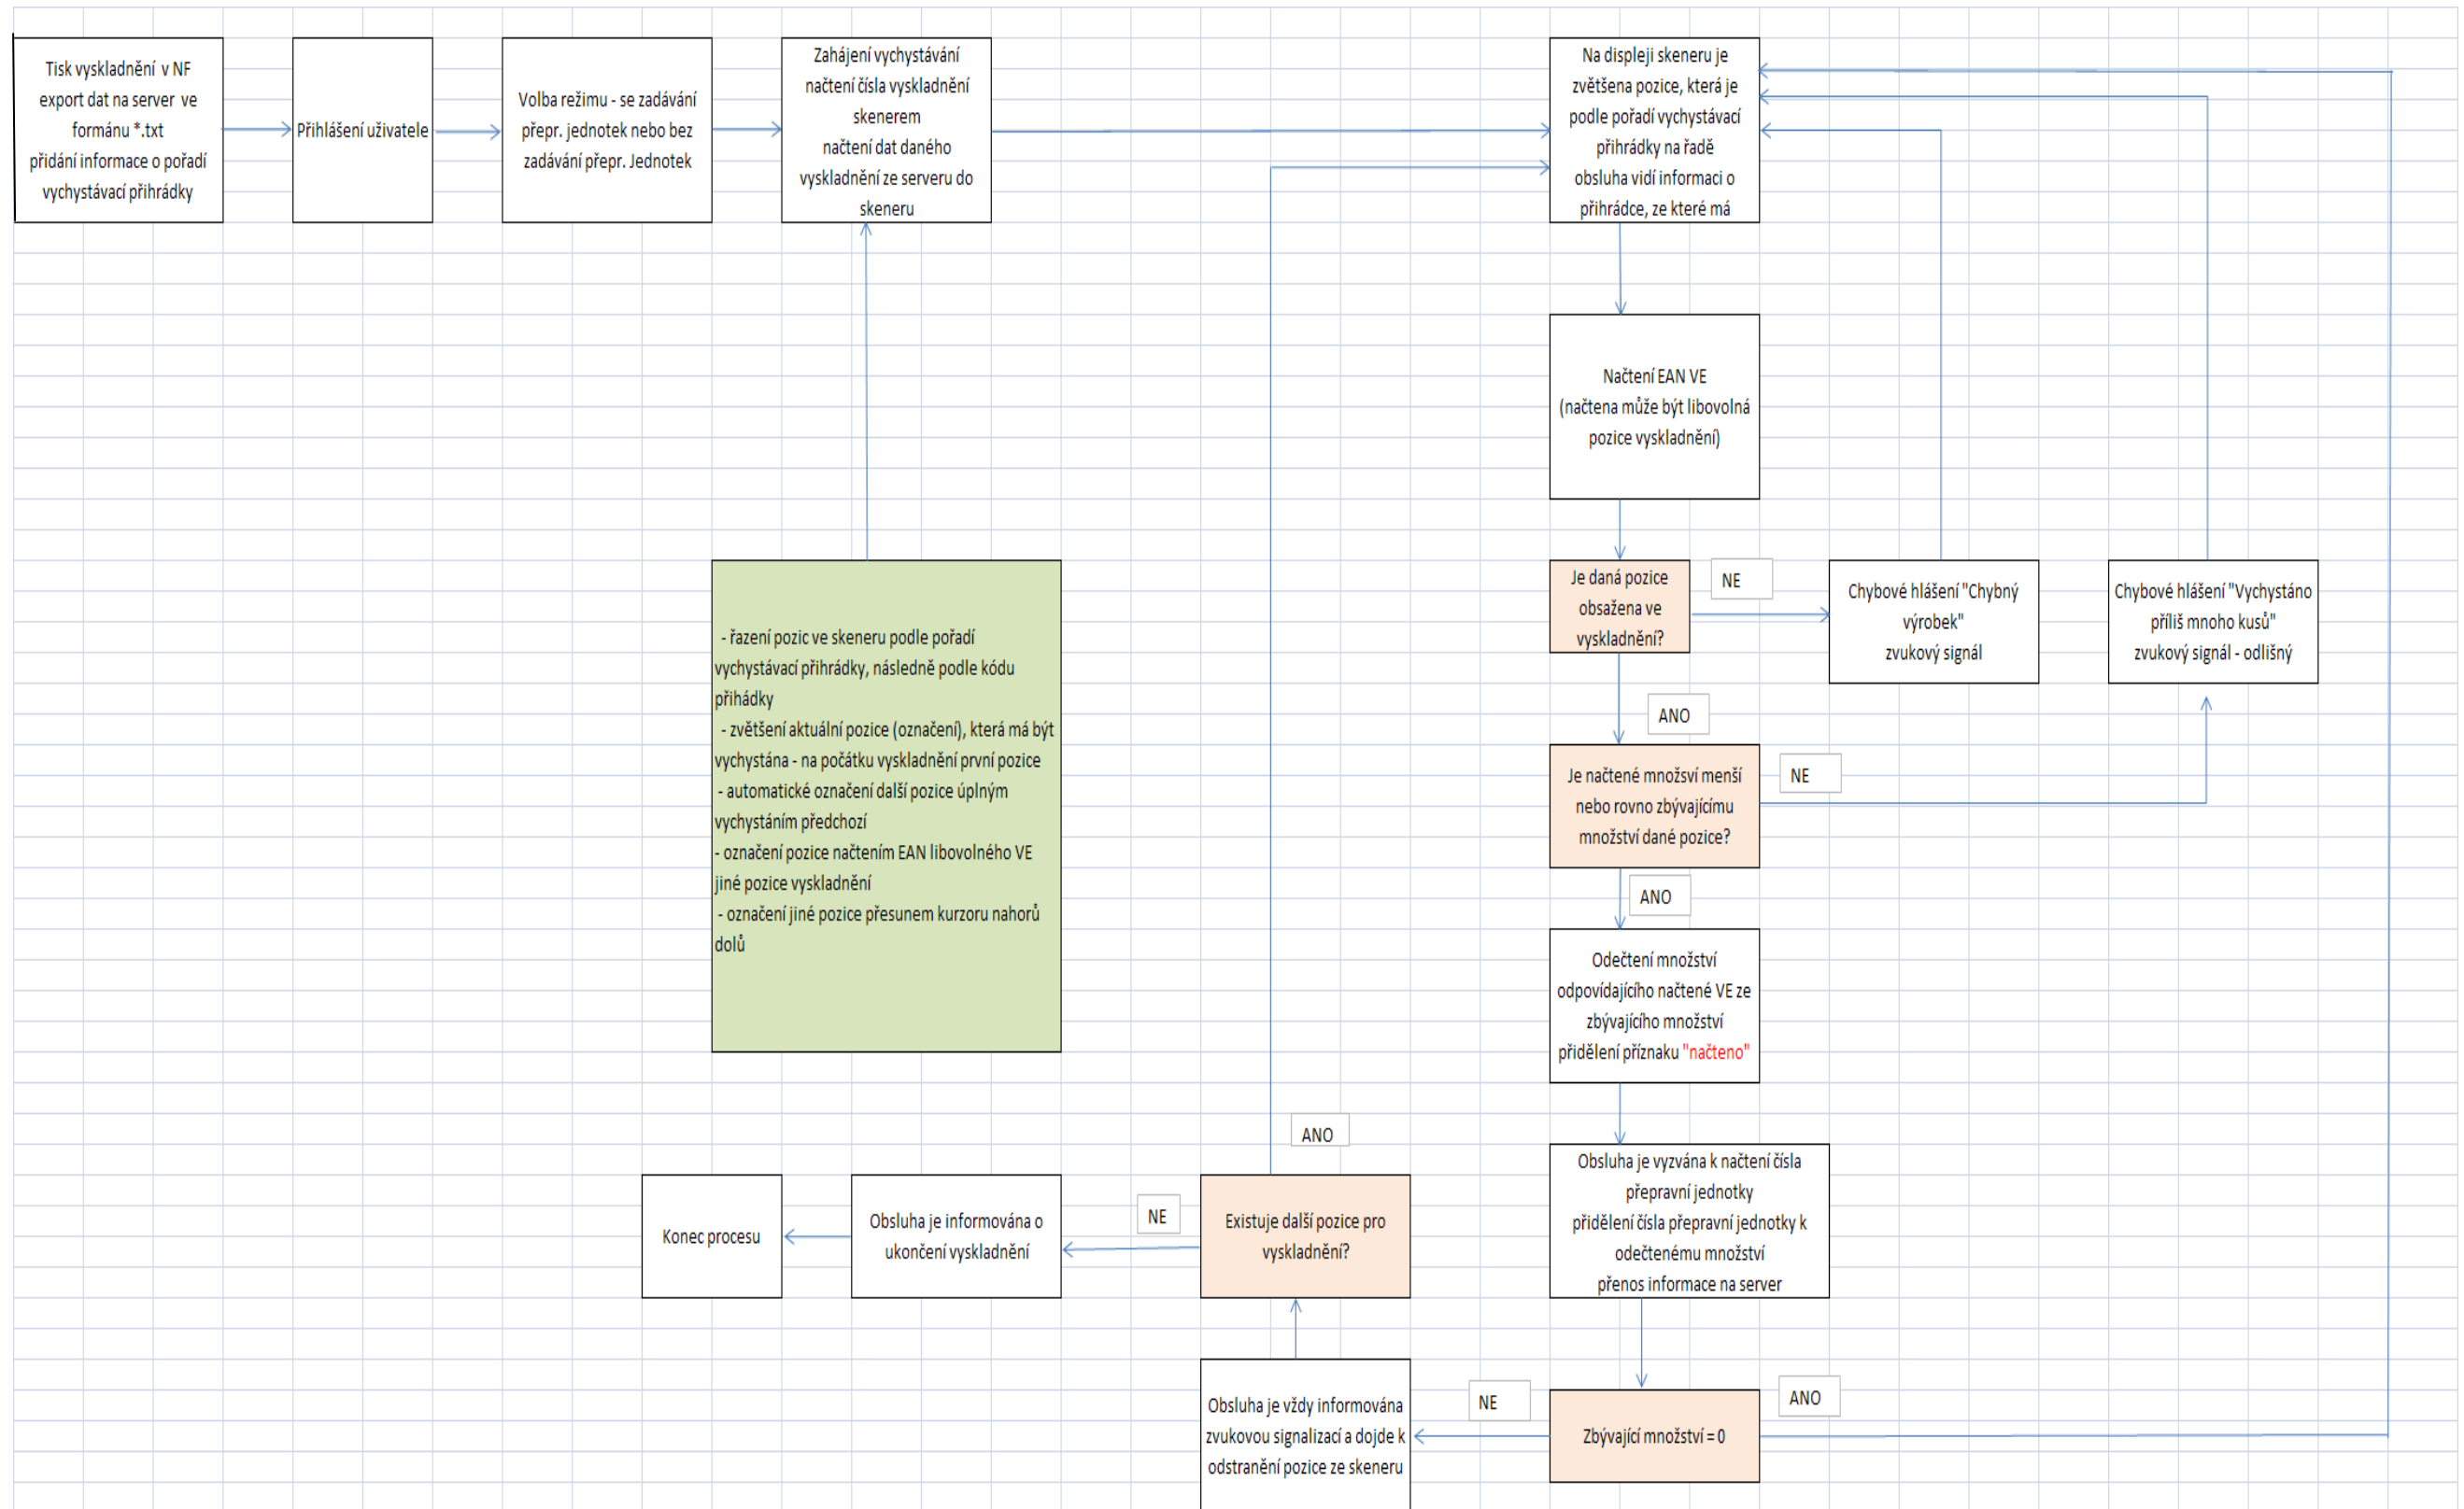 Tisk vyskladnění v NF
export dat na server ve
formánu *.txt
přidání informace o pořadí
vychystávací přihrádky
Přihlášení uživatele
Volba režimu - se zadávání
přepr. jednotek nebo bez
zadávání přepr. Jednotek
Zahájení vychystávání
načtení čísla vyskladnění
skenerem
načtení dat daného
vyskladnění ze serveru do
skeneru
Na displeji skeneru je
zvětšena pozice, která je
podle pořadí vychystávací
přihrádky na řadě
obsluha vidí informaci o
přihrádce, ze které má
Načtení EAN VE
(načtena může být libovolná
pozice vyskladnění)
Je daná pozice
obsažena ve
vyskladnění?
NE
Chybové hlášení "Chybný
výrobek"
zvukový signál
Chybové hlášení "Vychystáno
příliš mnoho kusů"
zvukový signál - odlišný
- řazení pozic ve skeneru podle pořadí
vychystávací přihrádky, následně podle kódu
přihádky
- zvětšení aktuální pozice (označení), která má být
vychystána - na počátku vyskladnění první pozice
- automatické označení další pozice úplným
vychystáním předchozí
- označení pozice načtením EAN libovolného VE
jiné pozice vyskladnění
- označení jiné pozice přesunem kurzoru nahorů
dolů
ANO
Je načtené množsví menší
nebo rovno zbývajícimu
množství dané pozice?
NE
ANO
Odečtení množství
odpovídajícího načtené VE ze
zbývajícího množství
přidělení příznaku "načteno"
Obsluha je vyzvána k načtení čísla
přepravní jednotky
přidělení čísla přepravní jednotky k
odečtenému množství
přenos informace na server
ANO
Existuje další pozice pro
vyskladnění?
NE
Obsluha je informována o
ukončení vyskladnění
Konec procesu
Obsluha je vždy informována
zvukovou signalizací a dojde k
odstranění pozice ze skeneru
NE
Zbývající množství = 0
ANO